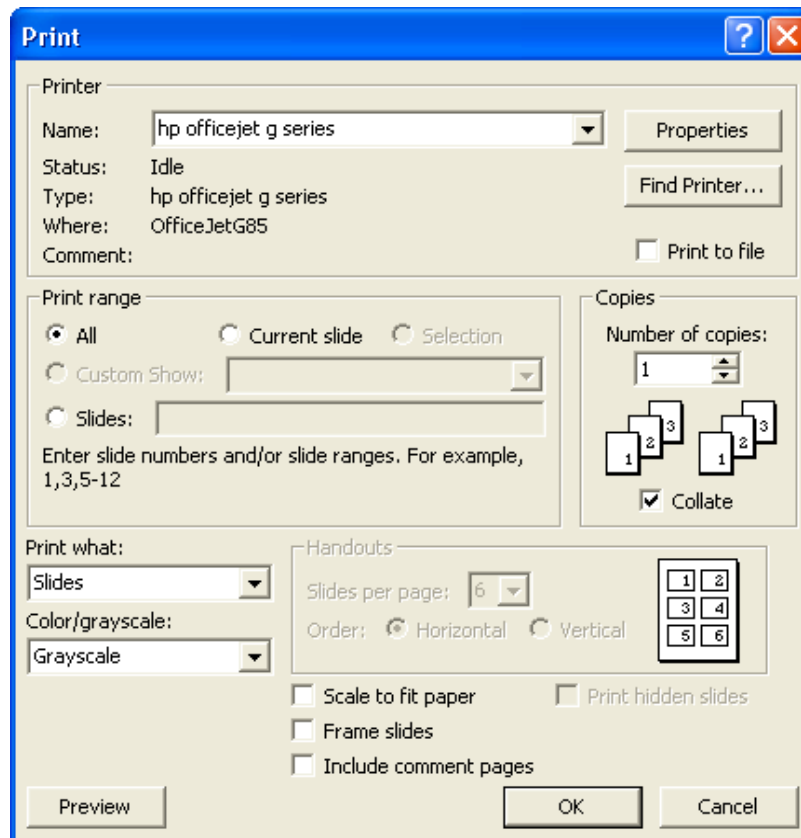 Print
Printer
Name: hp officejet g series Properties
Status: Idle
Type: hp officejet g series Find Printer...
Where: OfficeJetG85
Comment: Print to file
Print range
All Current slide Selection
Custom Show:
Slides:
Enter slide numbers and/or slide ranges. For example,
1,3,5-12
Copies
Number of copies:
1
3 3
2 2
1 1
Collate
Print what:
Slides
Color/grayscale:
Grayscale
Handouts
Slides per page: 6
Order: Horizontal Vertical
1 2
3 4
5 6
Scale to fit paper Print hidden slides
Frame slides
Include comment pages
Preview OK Cancel